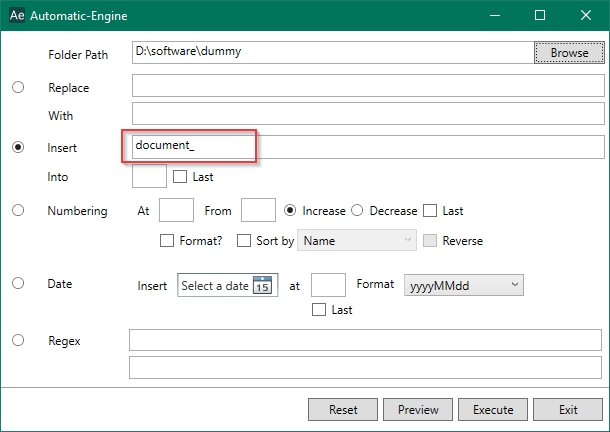 Ae Automatic-Engine
Folder Path D:\software\dummy Browse
Replace
With
Insert document_
Into Last
Numbering At From Increase Decrease Last
Format? Sort by Name Reverse
Date Insert Select a date 15 at Format yyyyMMdd
Last
Regex
Reset Preview Execute Exit